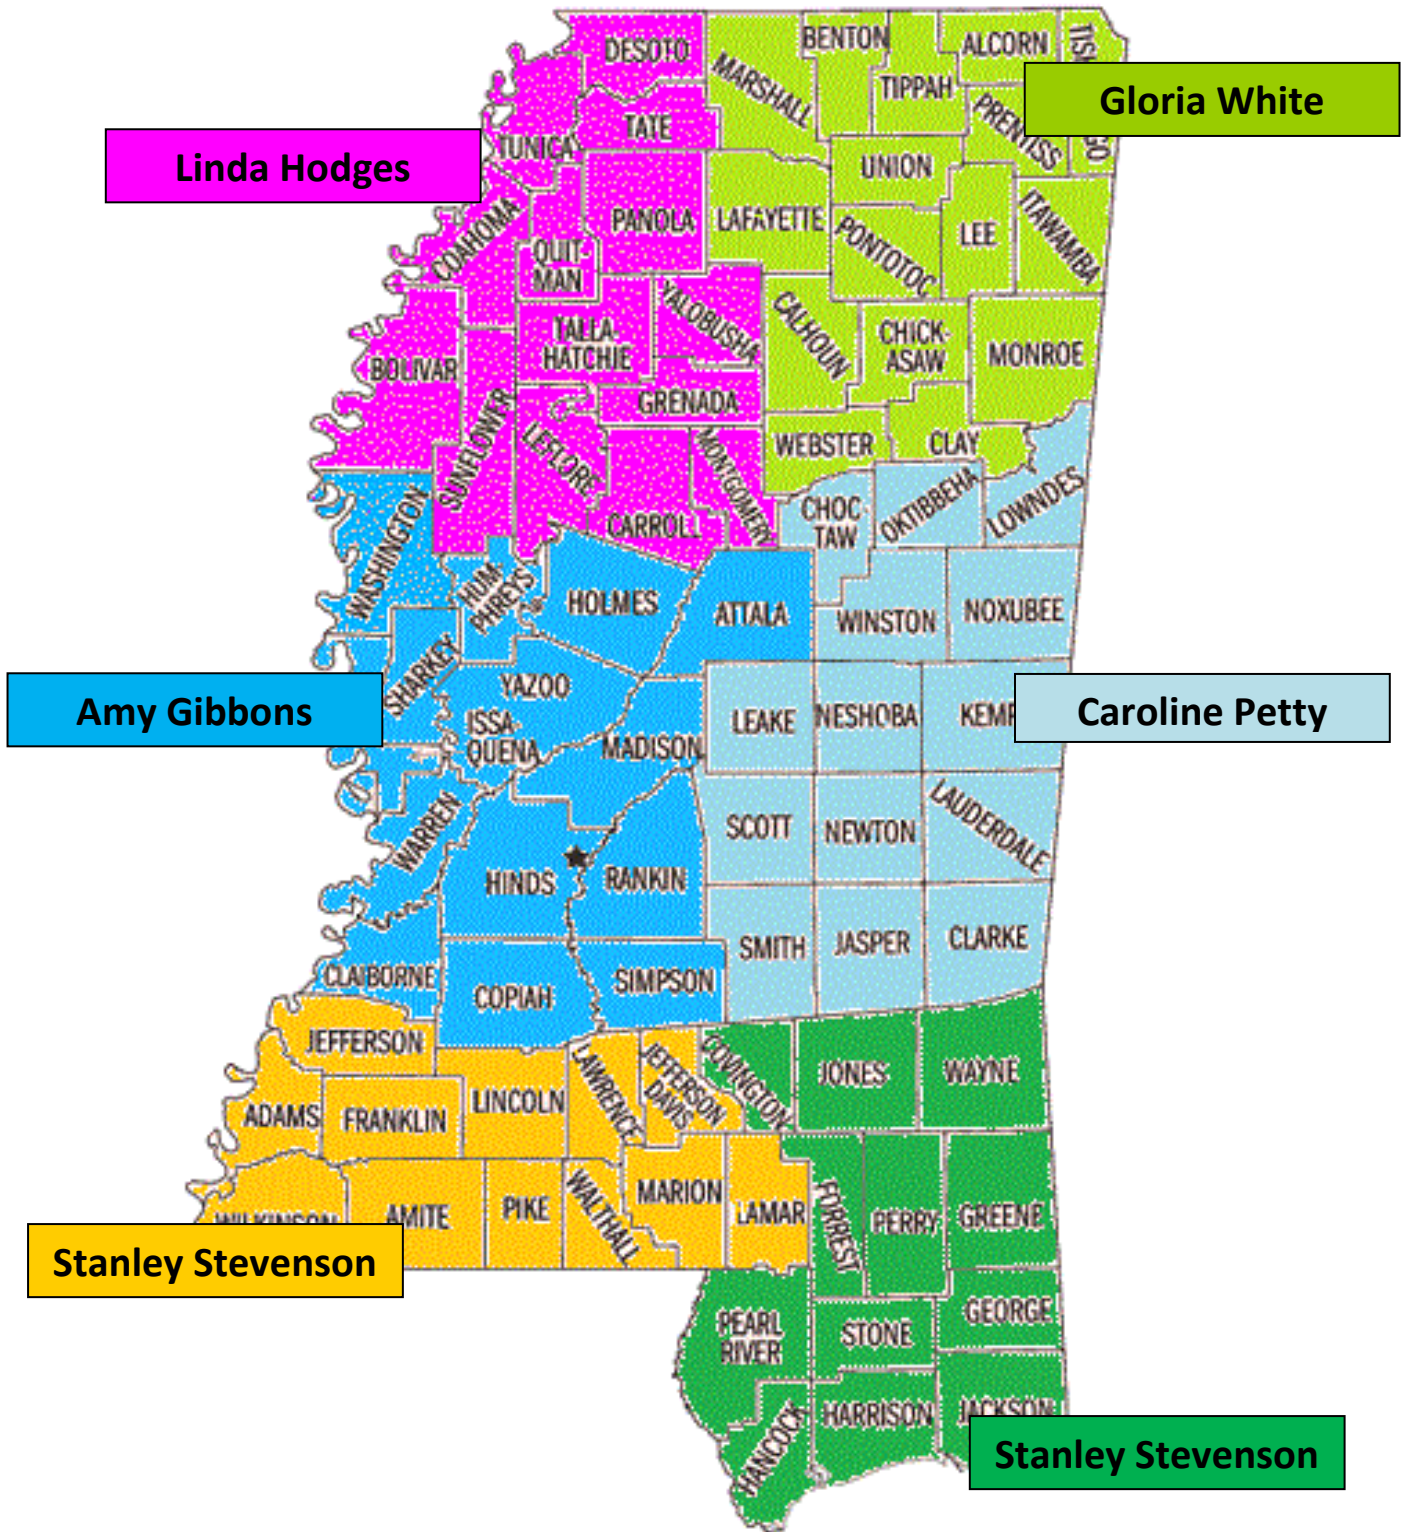 DESOTO
BENTON
ALCORN
MARSHALL
TIPPAH
Gloria White
PRENTISS
TATE
TUNICA
Linda Hodges
UNION
COAHOMA
PANOLA
LAFAYETTE
PONTOTOC
LEE
ITAWAMBA
QUIT-
MAN
YALOBUSHA
CALHOUN
TALLA-
HATCHIE
CHICK-
ASAW
MONROE
BOLIVAR
GRENADA
SUNFLOWER
LEFLORE
MONTGOMERY
WEBSTER
CLAY
WASHINGTON
CARROLL
CHOC-
TAW
OKTIBBEHA
LOWNDES
HUM-
PHREYS
HOLMES
ATTALA
WINSTON
NOXUBEE
SHARKEY
YAZOO
Amy Gibbons
ISSA-
QUENA
MADISON
LEAKE
NESHOBA
KEMP
Caroline Petty
WARREN
SCOTT
NEWTON
LAUDERDALE
HINDS
RANKIN
SMITH
JASPER
CLARKE
CLAIBORNE
COPIAH
SIMPSON
JEFFERSON
LAWRENCE
JEFFERSON
DAVIS
COVINGTON
JONES
WAYNE
ADAMS
FRANKLIN
LINCOLN
WILKINSON
AMITE
PIKE
WALTHALL
MARION
LAMAR
FORREST
PERRY
GREENE
Stanley Stevenson
PEARL
RIVER
STONE
GEORGE
HANCOCK
HARRISON
JACKSON
Stanley Stevenson